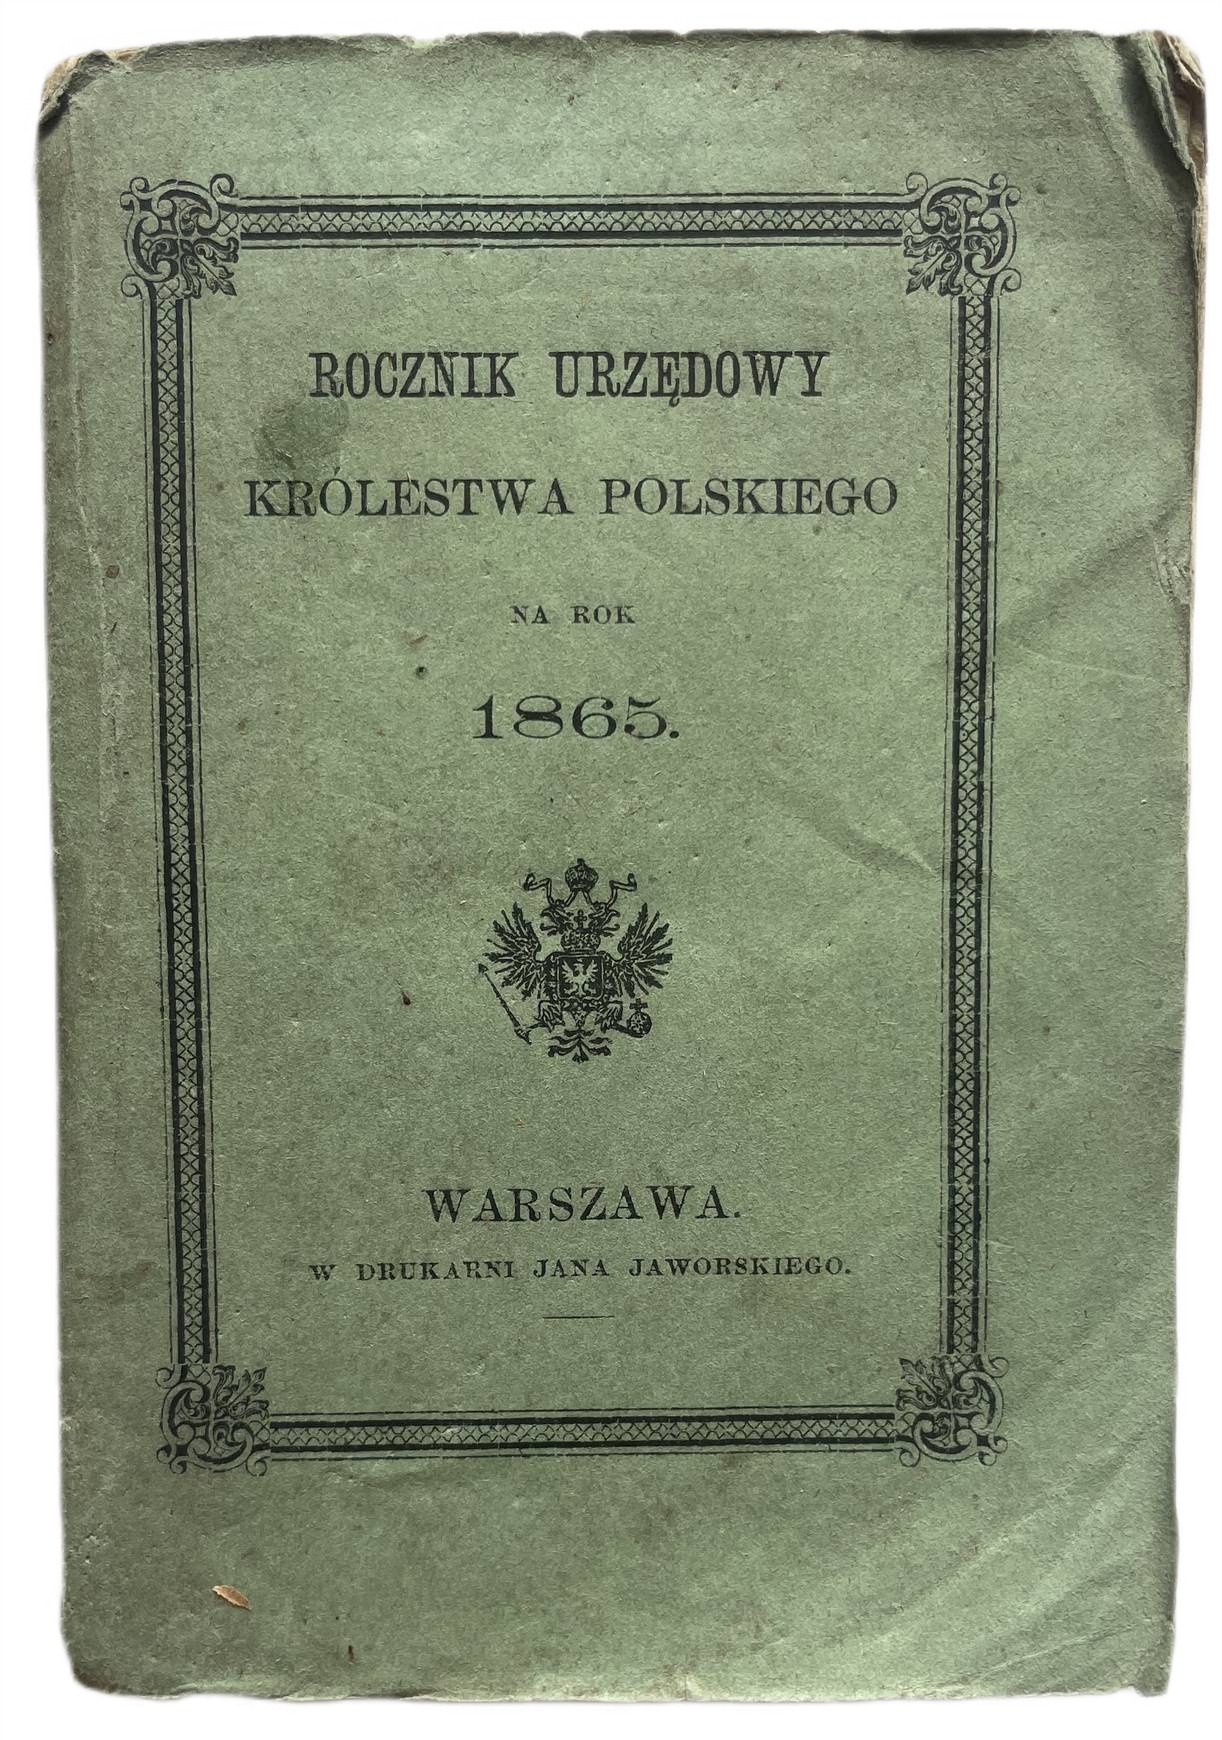 ROCZNIK URZĘDOWY
KRÓLESTWA POLSKIEGO
NA ROK
1865.
WARSZAWA.
W DRUKARNI JANA JAWORSKIEGO.